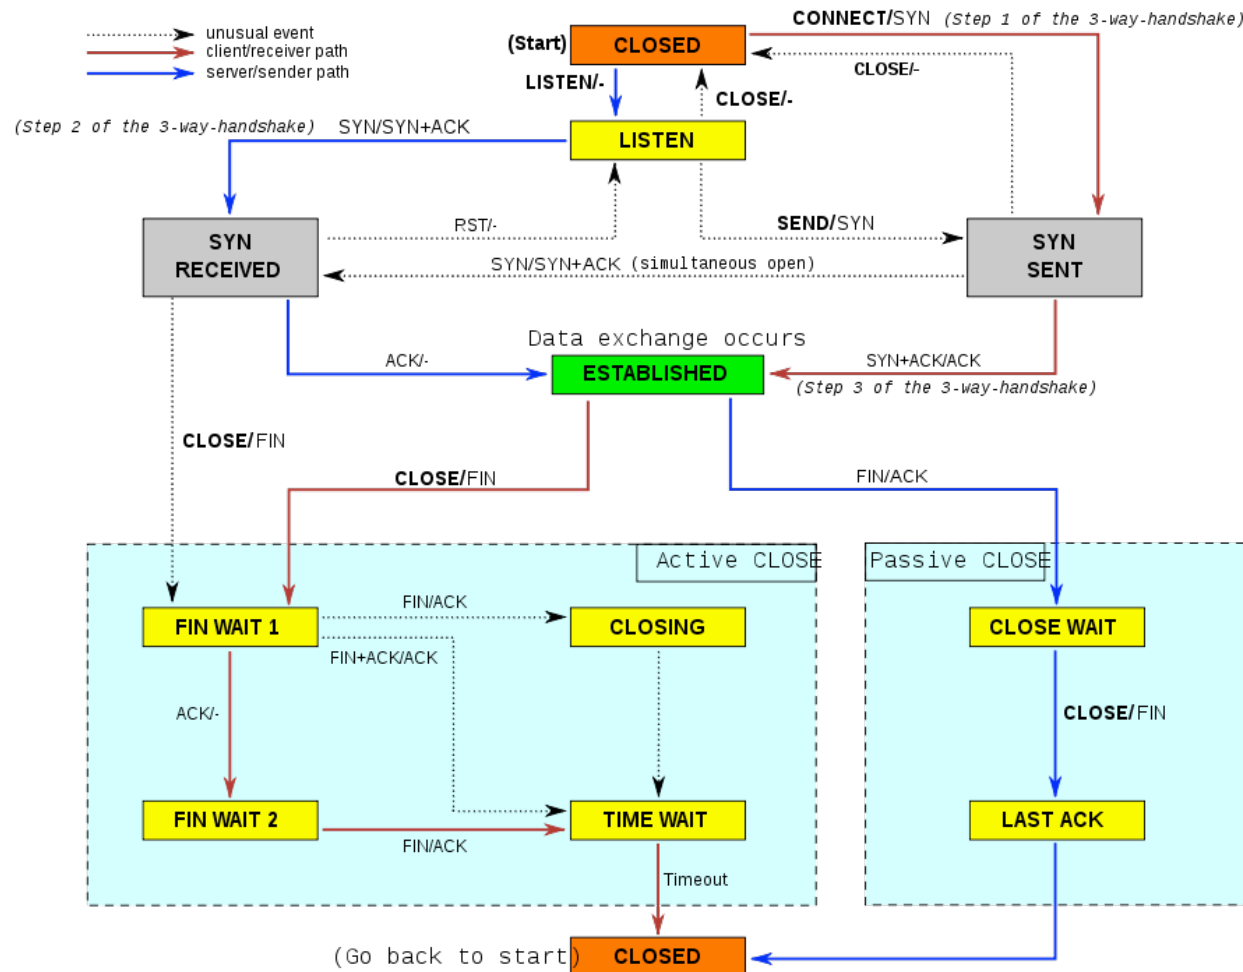 unusual event
client/receiver path
server/sender path
CONNECT/SYN (Step 1 of the 3-way-handshake)
(Start)
CLOSED
CLOSE/-
LISTEN/-
CLOSE/-
(Step 2 of the 3-way-handshake)
SYN/SYN+ACK
LISTEN
RST/-
SEND/SYN
SYN
RECEIVED
SYN
SENT
SYN/SYN+ACK (simultaneous open)
Data exchange occurs
ACK/-
ESTABLISHED
SYN+ACK/ACK
(Step 3 of the 3-way-handshake)
CLOSE/FIN
CLOSE/FIN
FIN/ACK
Active CLOSE
Passive CLOSE
FIN WAIT 1
FIN/ACK
CLOSING
CLOSE WAIT
FIN+ACK/ACK
ACK/-
CLOSE/FIN
FIN WAIT 2
FIN/ACK
TIME WAIT
LAST ACK
Timeout
(Go back to start)
CLOSED